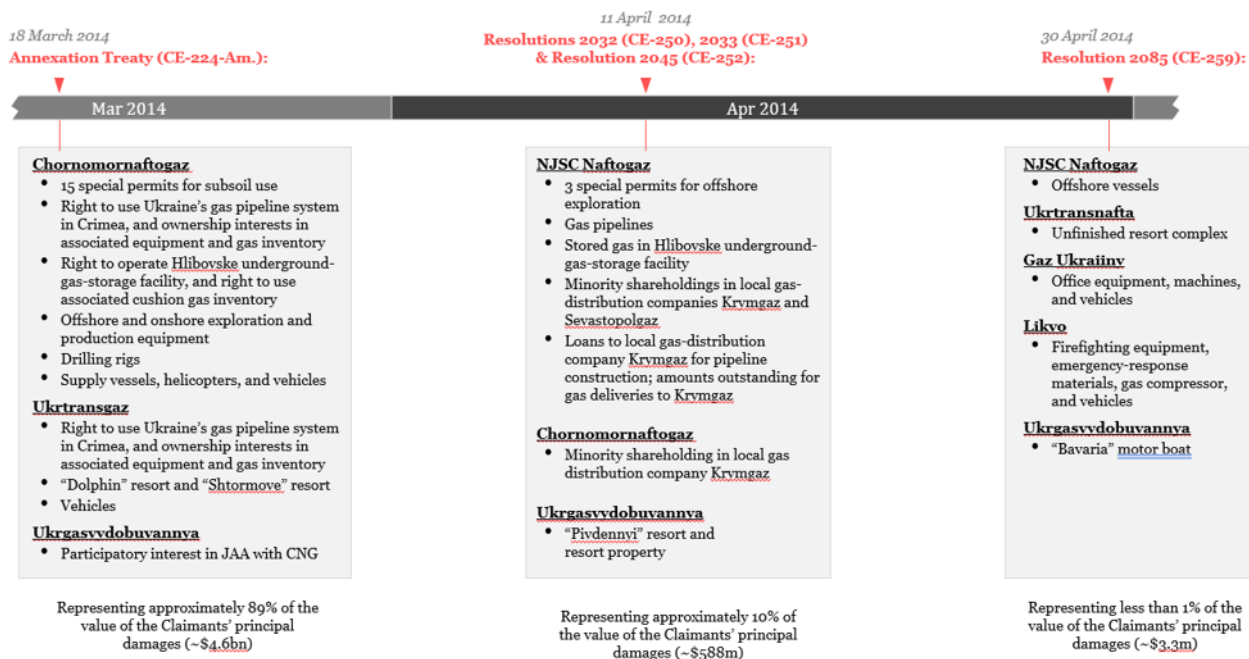 18 March 2014
Annexation Treaty (CE-224-Am.):
11 April 2014
Resolutions 2032 (CE-250), 2033 (CE-251)
& Resolution 2045 (CE-252):
30 April 2014
Resolution 2085 (CE-259):
Mar 2014
Apr 2014
Chornomornaftogaz
• 15 special permits for subsoil use
• Right to use Ukraine's gas pipeline system
in Crimea, and ownership interests in
associated equipment and gas inventory
• Right to operate Hlibovske underground-
gas-storage facility, and right to use
associated cushion gas inventory
• Offshore and onshore exploration and
production equipment
• Drilling rigs
• Supply vessels, helicopters, and vehicles
Ukrtransgaz
• Right to use Ukraine's gas pipeline system
in Crimea, and ownership interests in
associated equipment and gas inventory
• "Dolphin" resort and "Shtormove" resort
• Vehicles
Ukrgasvydobuvannya
• Participatory interest in JAA with CNG
Representing approximately 89% of the
value of the Claimants' principal
damages (~$4.6bn)
NJSC Naftogaz
• 3 special permits for offshore
exploration
• Gas pipelines
• Stored gas in Hlibovske underground-
gas-storage facility
• Minority shareholdings in local gas-
distribution companies Krymgaz and
Sevastopolgaz
• Loans to local gas-distribution
company Krymgaz for pipeline
construction; amounts outstanding for
gas deliveries to Krymgaz
Chornomornaftogaz
• Minority shareholding in local gas
distribution company Krymgaz
Ukrgasvydobuvannya
• "Pivdennyi" resort and
resort property
Representing approximately 10% of
the value of the Claimants' principal
damages (~$588m)
NJSC Naftogaz
• Offshore vessels
Ukrtransnafta
• Unfinished resort complex
Gaz Ukraiiny
• Office equipment, machines,
and vehicles
Likvo
• Firefighting equipment,
emergency-response
materials, gas compressor,
and vehicles
Ukrgasvydobuvannya
• "Bavaria" motor boat
Representing less than 1% of the
value of the Claimants' principal
damages (~$3.3m)